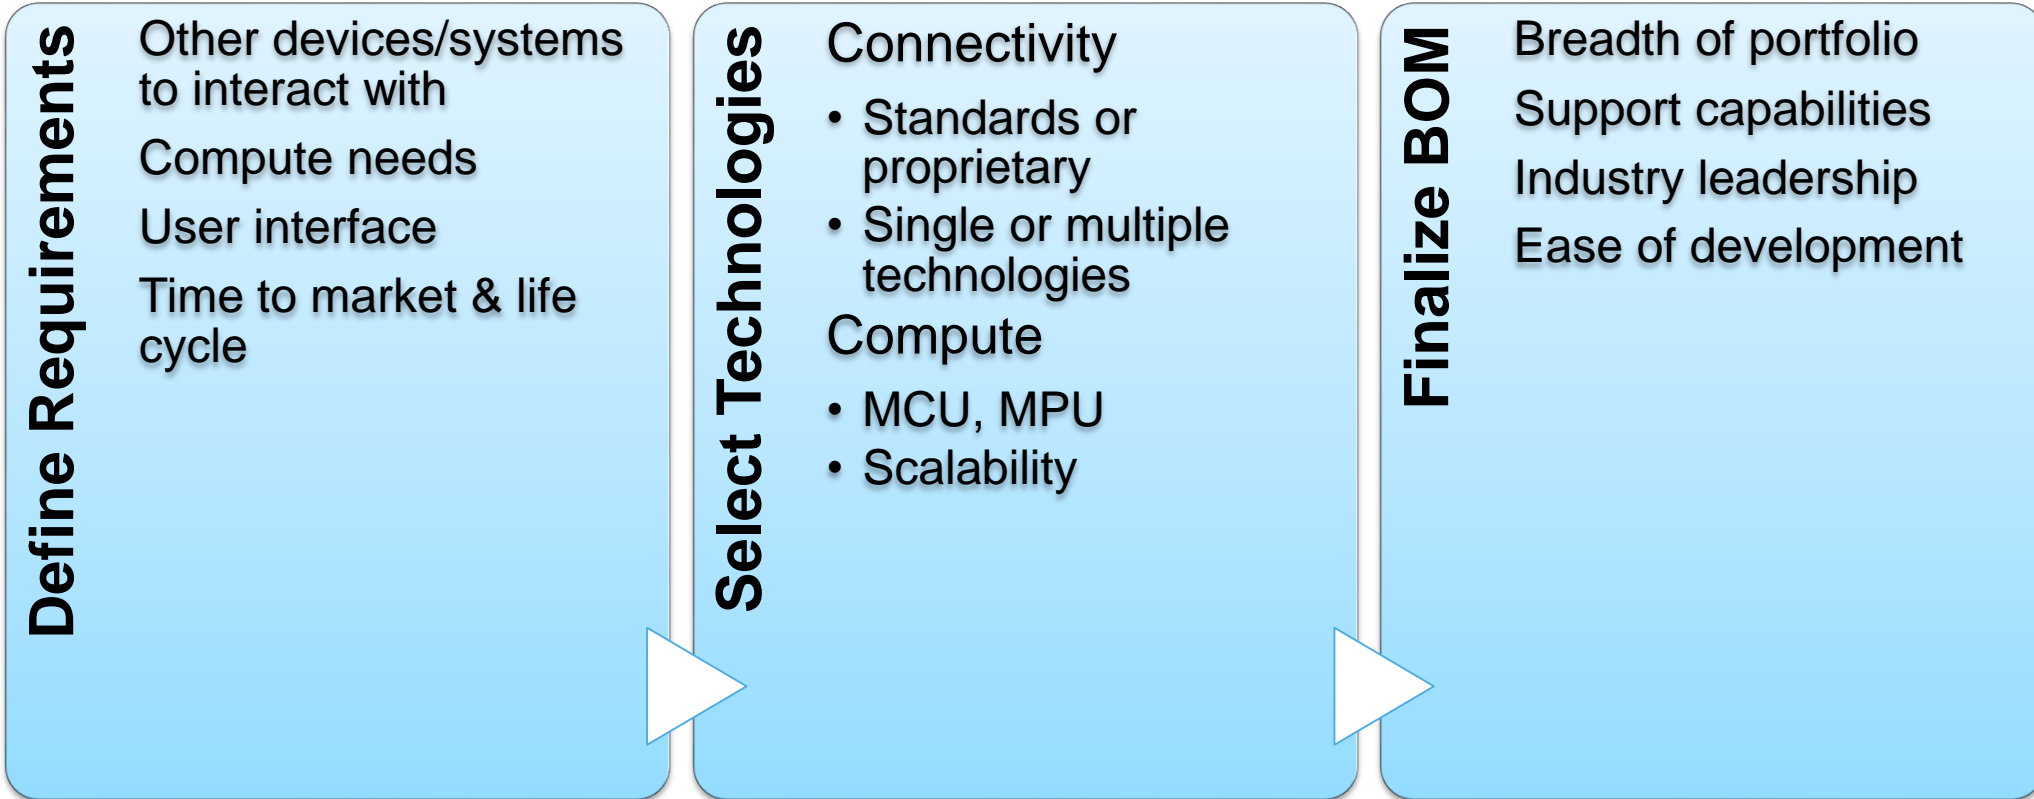 Define Requirements
Other devices/systems
to interact with
Compute needs
User interface
Time to market & life
cycle
Select Technologies
Connectivity
• Standards or
proprietary
• Single or multiple
technologies
Compute
• MCU, MPU
• Scalability
Finalize BOM
Breadth of portfolio
Support capabilities
Industry leadership
Ease of development